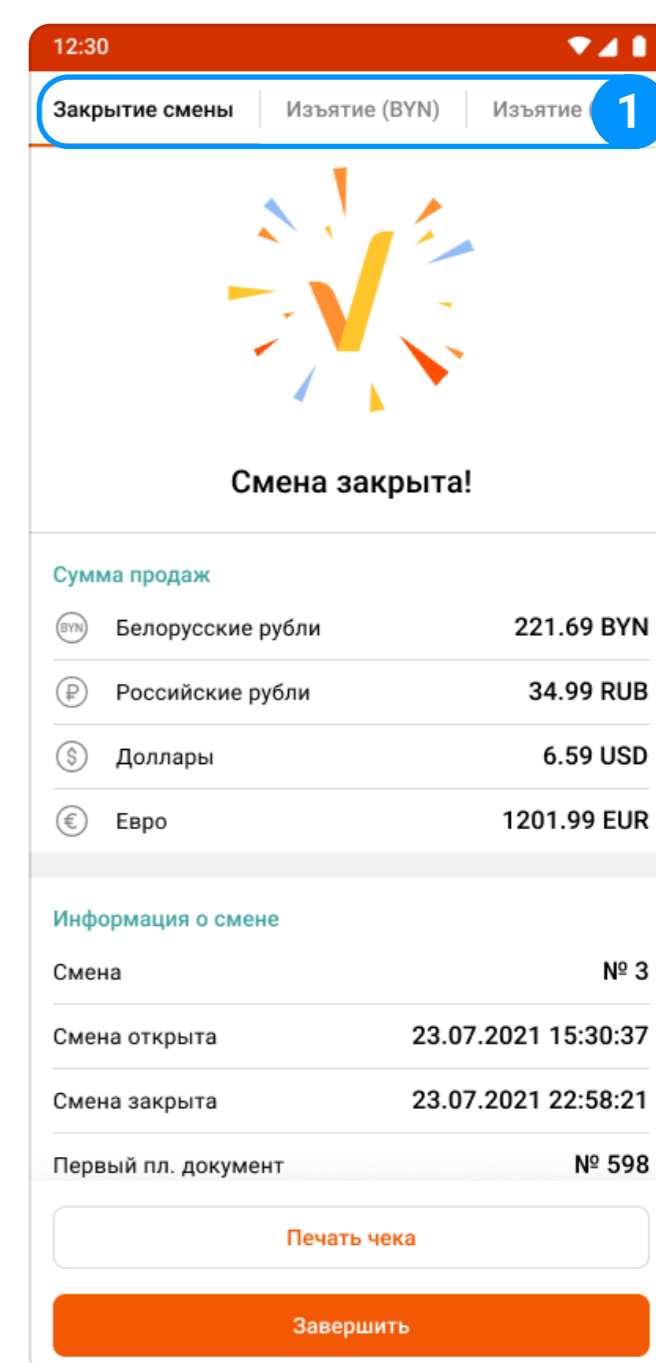 12:30
Закрытие смены Изъятие (BYN) Изъятие ( 1
Смена закрыта!
Сумма продаж
BYN Белорусские рубли 221.69 BYN
₽ Российские рубли 34.99 RUB
$ Доллары 6.59 USD
€ Евро 1201.99 EUR
Информация о смене
Смена № 3
Смена открыта 23.07.2021 15:30:37
Смена закрыта 23.07.2021 22:58:21
Первый пл. документ № 598
Печать чека
Завершить